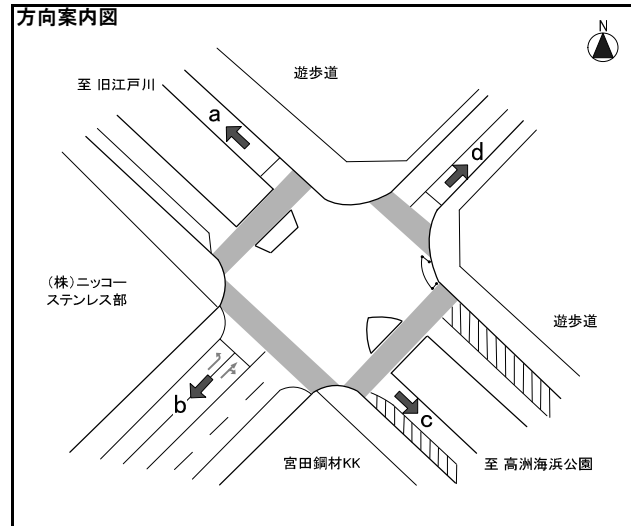 方向案内図
N
遊歩道
至 旧江戸川
a
d
(株)ニッコー
ステンレス部
遊歩道
b
c
宮田鋼材KK
至 高洲海浜公園